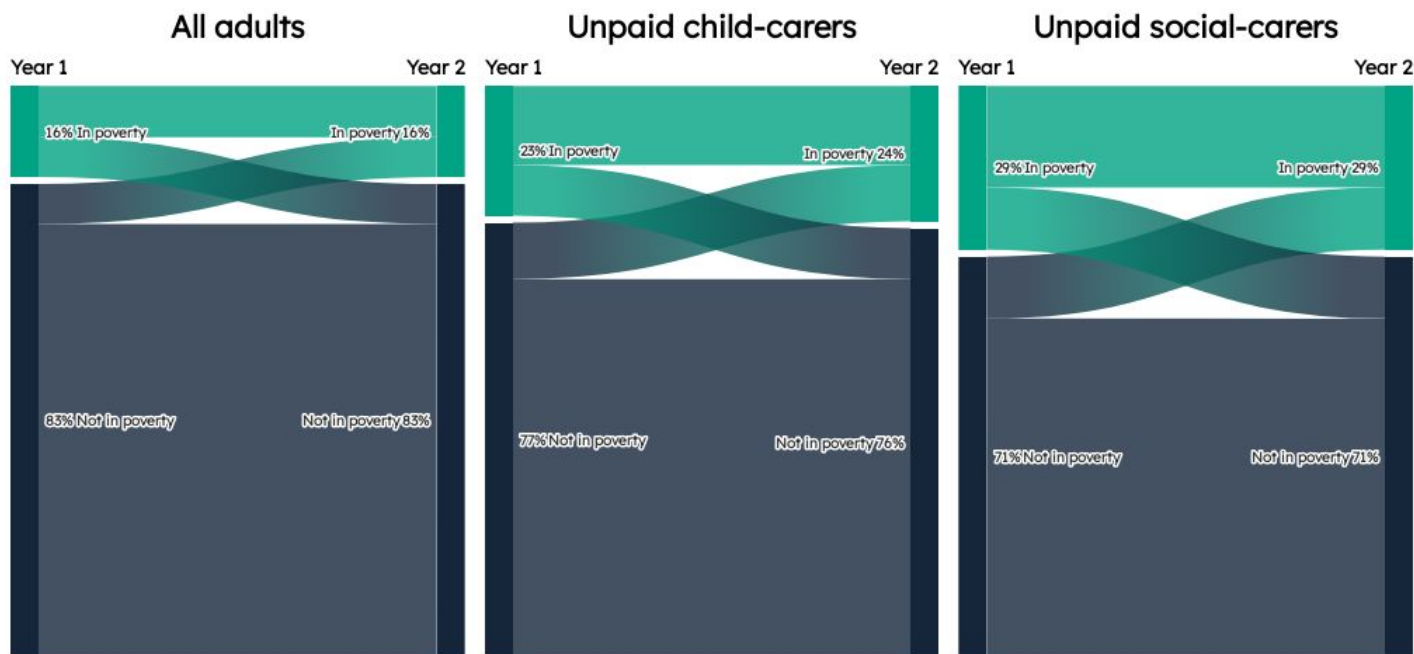 All adults
Year 1 Year 2
16% In poverty In poverty 16%
83% Not in poverty Not in poverty 83%
Unpaid child-carers
Year 1 Year 2
23% In poverty In poverty 24%
77% Not in poverty Not in poverty 76%
Unpaid social-carers
Year 1 Year 2
29% In poverty In poverty 29%
71% Not in poverty Not in poverty 71%